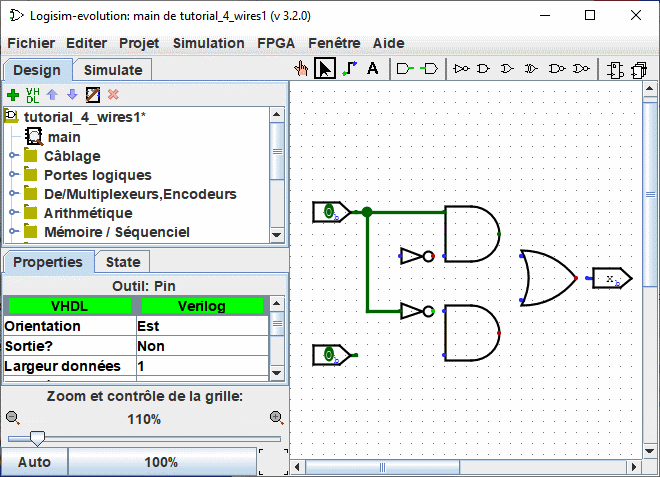 Logisim-evolution: main de tutorial_4_wires1 (v 3.2.0)
Fichier Editer Projet Simulation FPGA Fenêtre Aide
Design Simulate
VH
DL
A
tutorial_4_wires1*
main
Câblage
Portes logiques
De/Multiplexeurs,Encodeurs
Arithmétique
Mémoire / Séquenciel
Properties State
Outil: Pin
VHDL Verilog
Orientation Est
Sortie? Non
Largeur données 1
Zoom et contrôle de la grille:
110%
Auto 100%
0
x
0